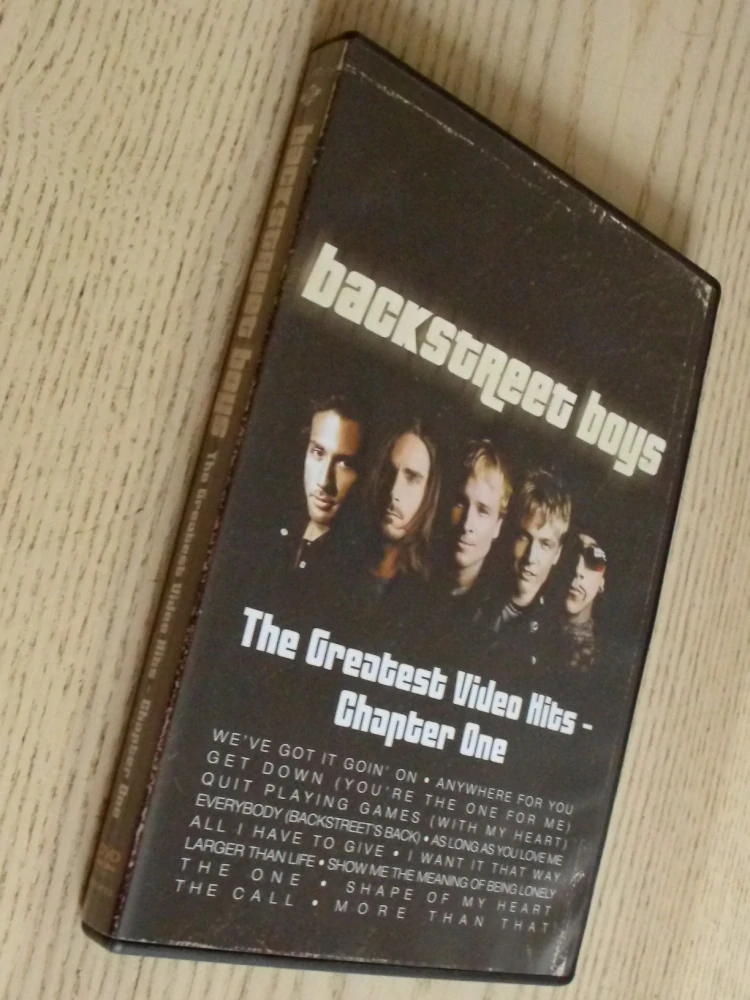 backstreet boys
The Greatest Video Hits -
Chapter One
WE'VE GOT IT GOIN' ON • ANYWHERE FOR YOU
GET DOWN (YOU'RE THE ONE FOR ME)
QUIT PLAYING GAMES (WITH MY HEART)
EVERYBODY (BACKSTREET'S BACK) • AS LONG AS YOU LOVE ME
ALL I HAVE TO GIVE • I WANT IT THAT WAY
LARGER THAN LIFE • SHOW ME THE MEANING OF BEING LONELY
THE ONE • SHAPE OF MY HEART
THE CALL • MORE THAN THAT
backstreet boys The Greatest Video Hits - Chapter One
DVD